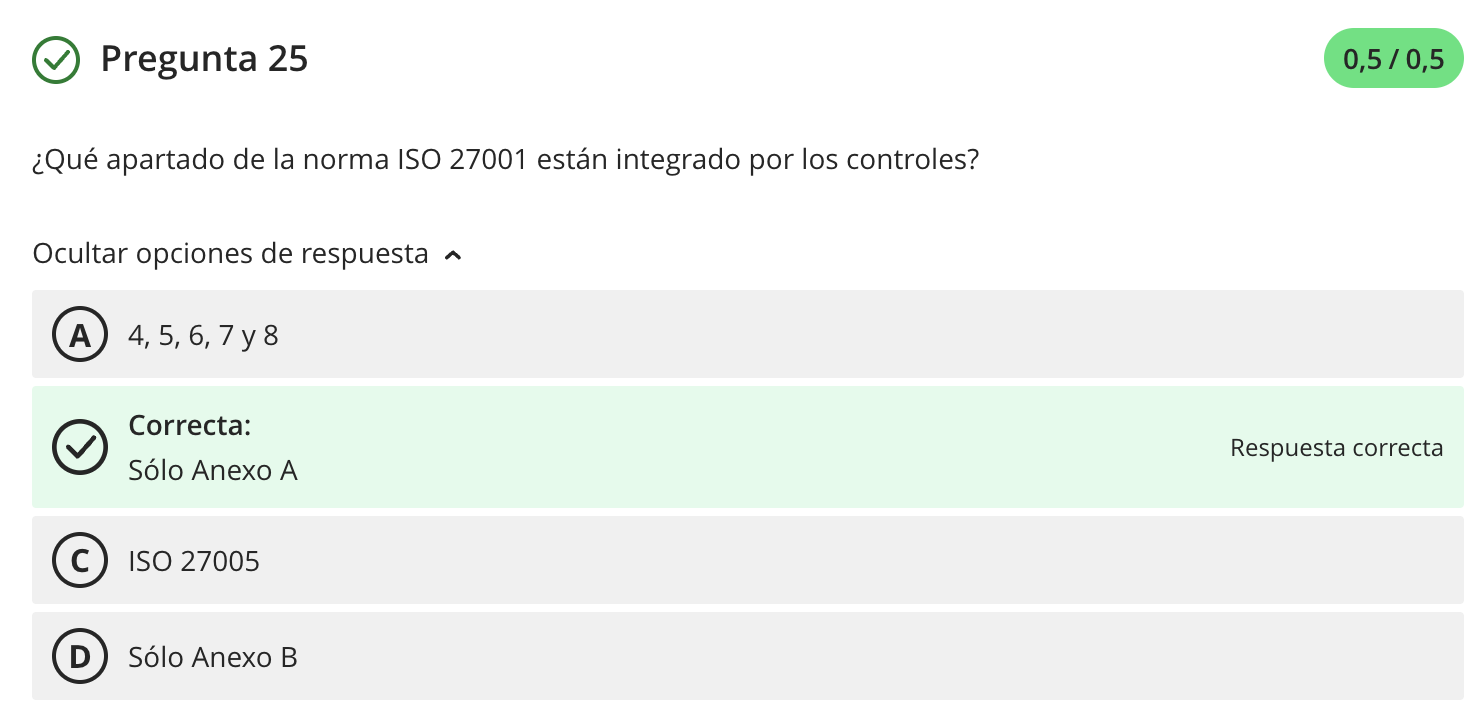 Pregunta 25
0,5 / 0,5
¿Qué apartado de la norma ISO 27001 están integrado por los controles?
Ocultar opciones de respuesta
A 4, 5, 6, 7 y 8
Correcta:
Sólo Anexo A
Respuesta correcta
C ISO 27005
D Sólo Anexo B